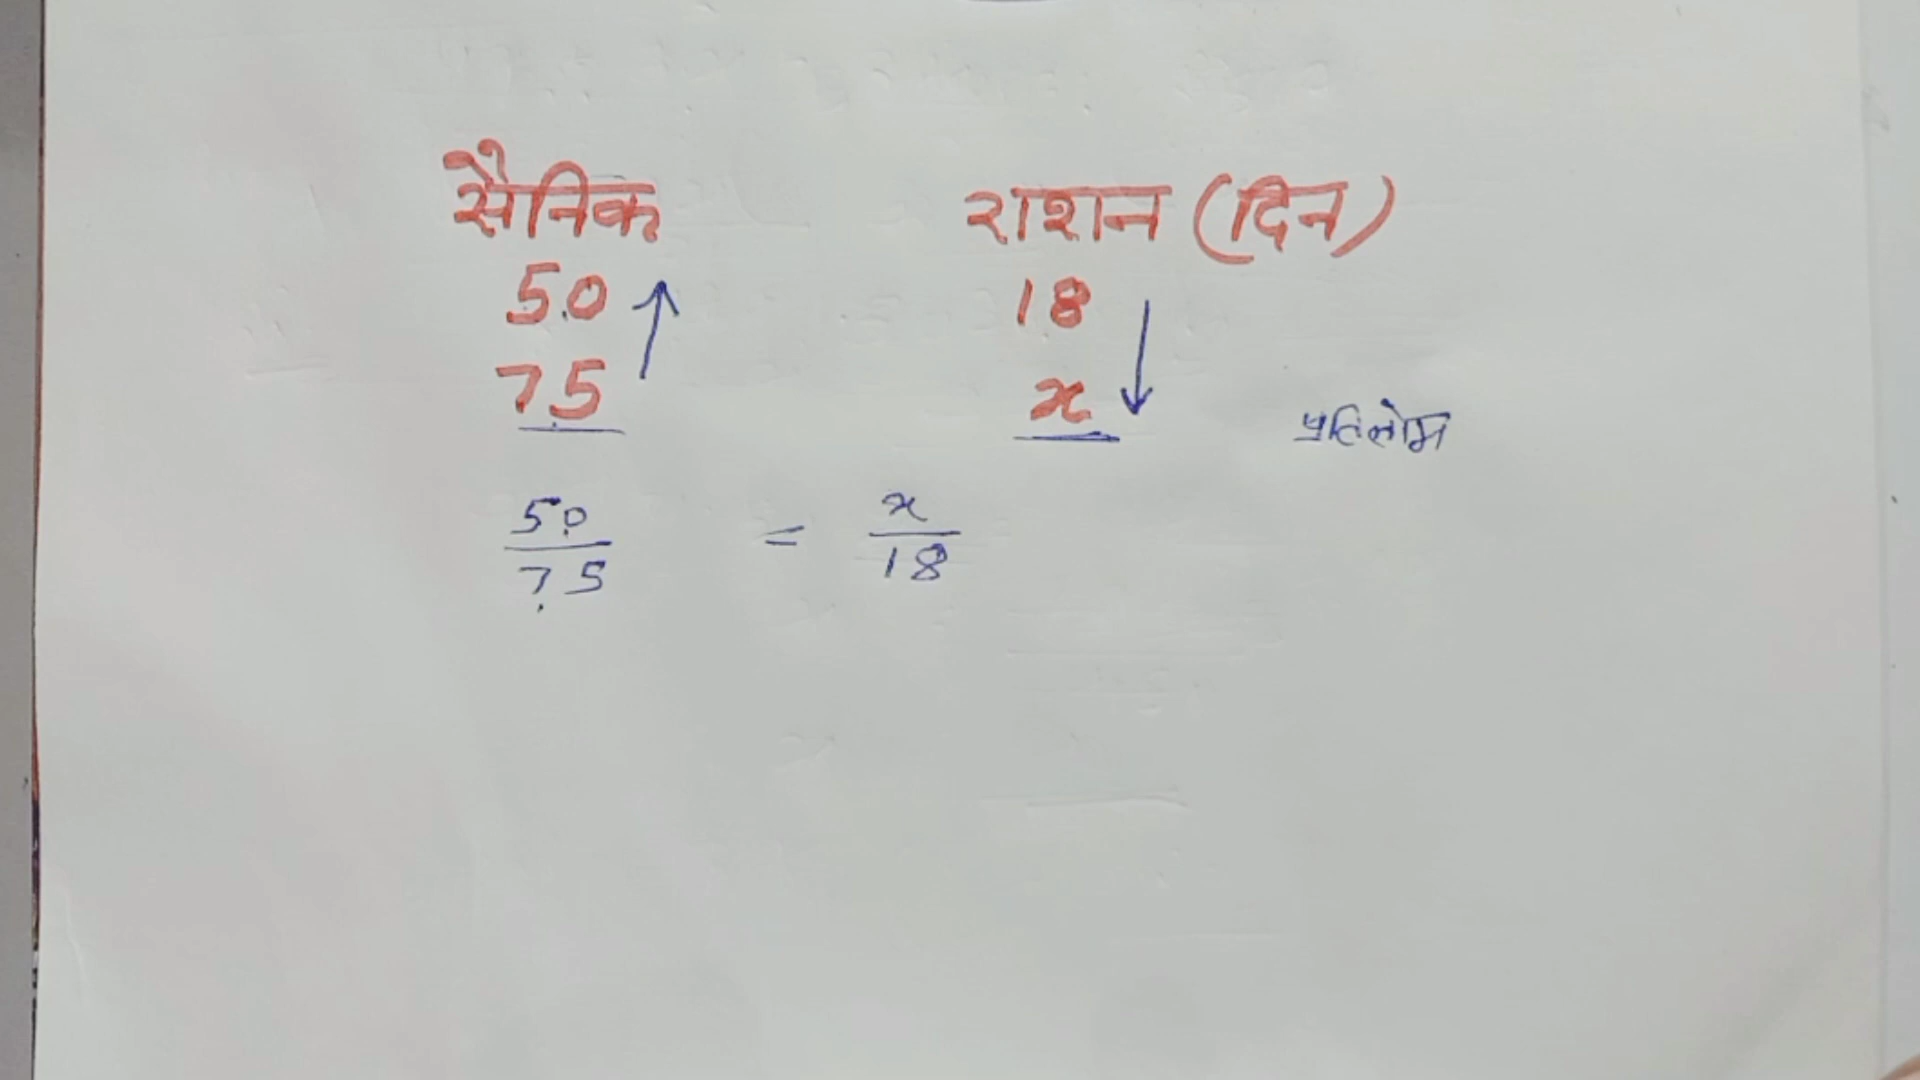 सैनिक राशन (दिन)
50 ↑ 18 ↓
75 x प्रतिलोम
50/75 = x/18